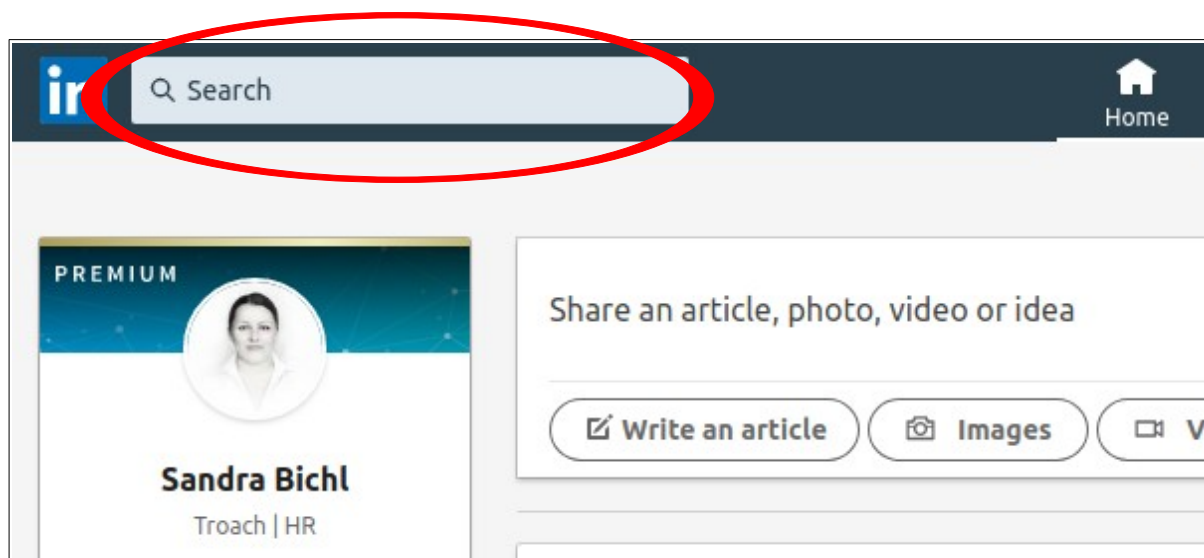 in
Search
Home
PREMIUM
Share an article, photo, video or idea
Write an article
Images
V
Sandra Bichl
Troach | HR